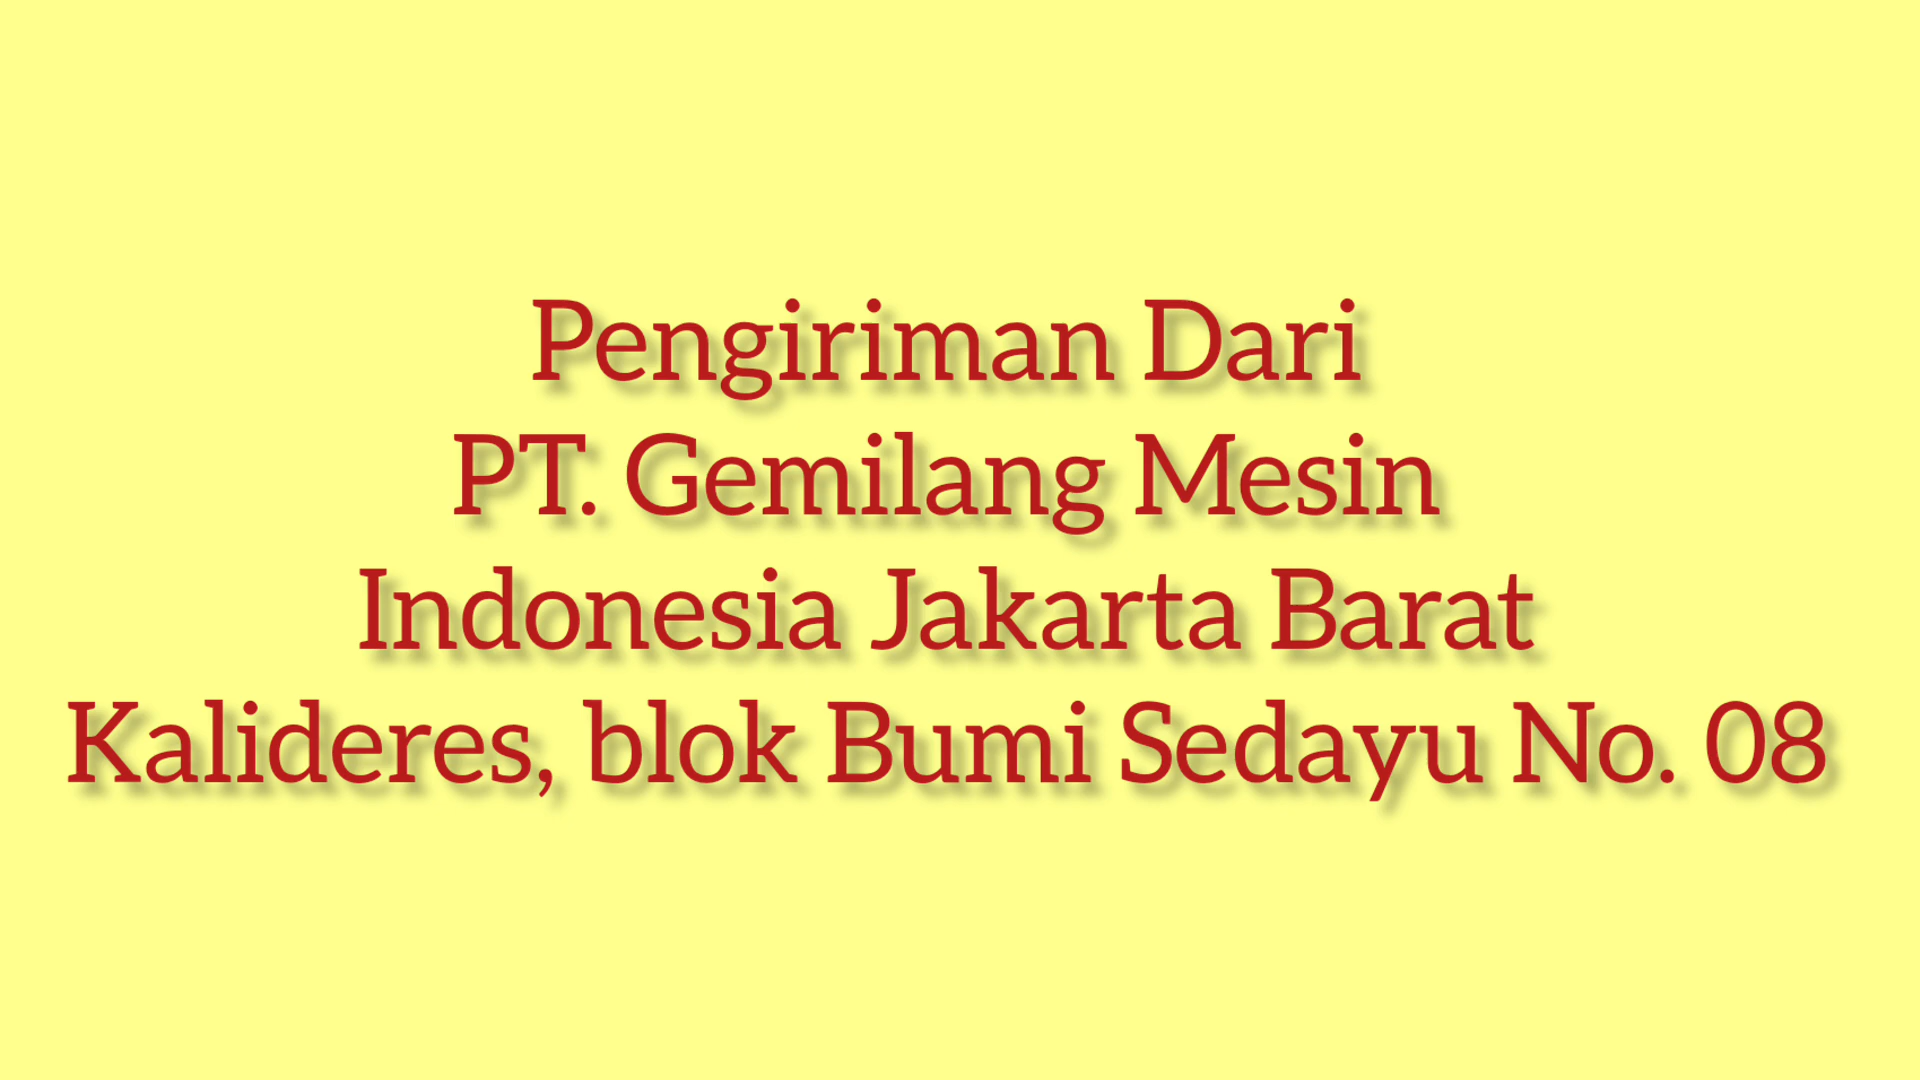 Pengiriman Dari
PT. Gemilang Mesin
Indonesia Jakarta Barat
Kalideres, blok Bumi Sedayu No. 08